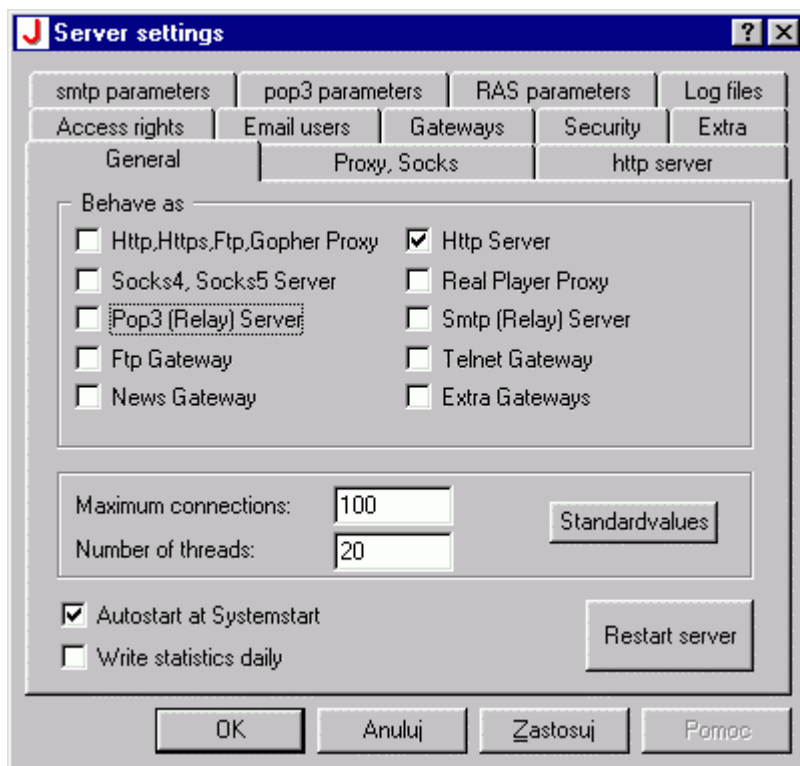 J Server settings
smtp parameters pop3 parameters RAS parameters Log files
Access rights Email users Gateways Security Extra
General Proxy, Socks http server
Behave as
Http,Https,Ftp,Gopher Proxy Http Server
Socks4, Socks5 Server Real Player Proxy
Pop3 (Relay) Server Smtp (Relay) Server
Ftp Gateway Telnet Gateway
News Gateway Extra Gateways
Maximum connections: 100
Standardvalues
Number of threads: 20
Autostart at Systemstart
Restart server
Write statistics daily
OK Anuluj Zastosuj Pomoc